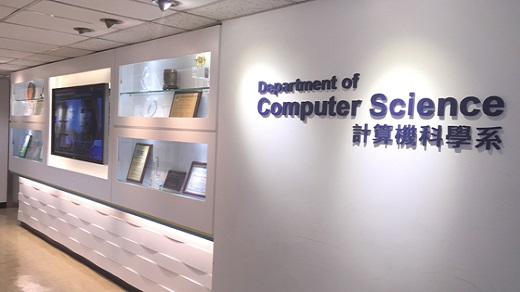 Department of
Computer Science
計算機科學系